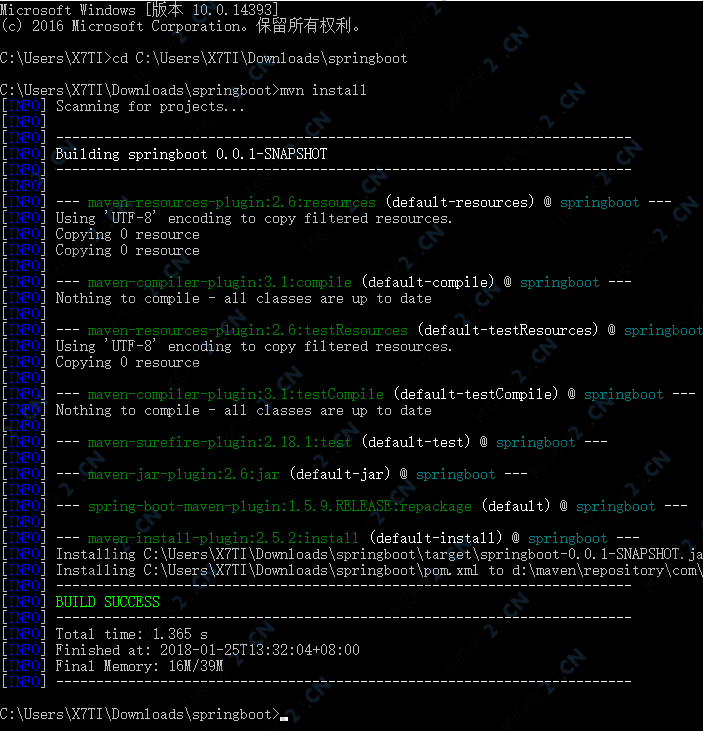 Microsoft Windows [版本 10.0.14393]
(c) 2016 Microsoft Corporation。保留所有权利。
C:\Users\X7TI>cd C:\Users\X7TI\Downloads\springboot
C:\Users\X7TI\Downloads\springboot>mvn install
[INFO] Scanning for projects...
[INFO]
[INFO] ------------------------------------------------------------------------
[INFO] Building springboot 0.0.1-SNAPSHOT
[INFO] ------------------------------------------------------------------------
[INFO]
[INFO] --- maven-resources-plugin:2.6:resources (default-resources) @ springboot ---
[INFO] Using 'UTF-8' encoding to copy filtered resources.
[INFO] Copying 0 resource
[INFO] Copying 0 resource
[INFO]
[INFO] --- maven-compiler-plugin:3.1:compile (default-compile) @ springboot ---
[INFO] Nothing to compile - all classes are up to date
[INFO]
[INFO] --- maven-resources-plugin:2.6:testResources (default-testResources) @ springboot
[INFO] Using 'UTF-8' encoding to copy filtered resources.
[INFO] Copying 0 resource
[INFO]
[INFO] --- maven-compiler-plugin:3.1:testCompile (default-testCompile) @ springboot ---
[INFO] Nothing to compile - all classes are up to date
[INFO]
[INFO] --- maven-surefire-plugin:2.18.1:test (default-test) @ springboot ---
[INFO]
[INFO] --- maven-jar-plugin:2.6:jar (default-jar) @ springboot ---
[INFO]
[INFO] --- spring-boot-maven-plugin:1.5.9.RELEASE:repackage (default) @ springboot ---
[INFO]
[INFO] --- maven-install-plugin:2.5.2:install (default-install) @ springboot ---
[INFO] Installing C:\Users\X7TI\Downloads\springboot\target\springboot-0.0.1-SNAPSHOT.ja
[INFO] Installing C:\Users\X7TI\Downloads\springboot\pom.xml to d:\maven\repository\com\
[INFO] ------------------------------------------------------------------------
[INFO] BUILD SUCCESS
[INFO] ------------------------------------------------------------------------
[INFO] Total time: 1.365 s
[INFO] Finished at: 2018-01-25T13:32:04+08:00
[INFO] Final Memory: 16M/39M
[INFO] ------------------------------------------------------------------------
C:\Users\X7TI\Downloads\springboot>